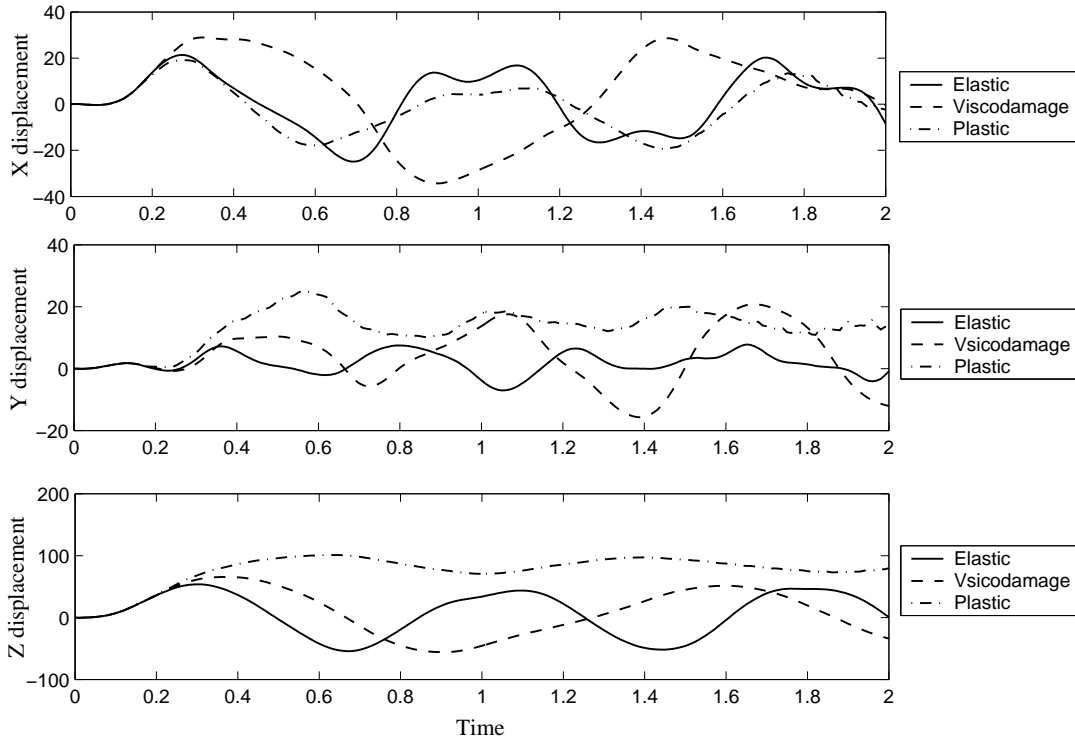 40
20
0
−20
−40
X displacement
0 0.2 0.4 0.6 0.8 1 1.2 1.4 1.6 1.8 2
Elastic
Viscodamage
Plastic
40
20
0
−20
Y displacement
0 0.2 0.4 0.6 0.8 1 1.2 1.4 1.6 1.8 2
Elastic
Vsicodamage
Plastic
200
100
0
−100
Z displacement
0 0.2 0.4 0.6 0.8 1 1.2 1.4 1.6 1.8 2
Time
Elastic
Vsicodamage
Plastic